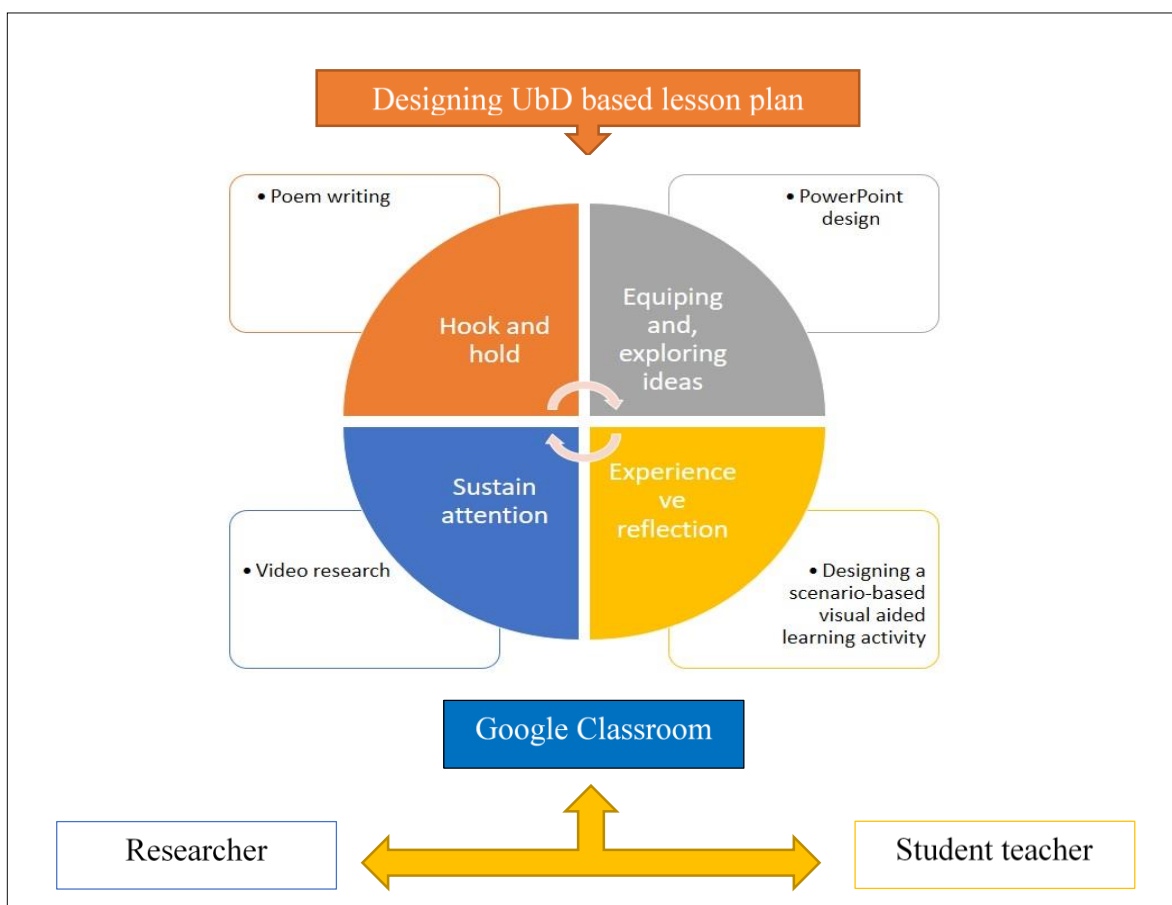 Designing UbD based lesson plan
• Poem writing
• PowerPoint
design
Hook and
hold
Equiping
and,
exploring
ideas
Sustain
attention
Experience
ve
reflection
• Video research
• Designing a
scenario-based
visual aided
learning activity
Google Classroom
Researcher
Student teacher